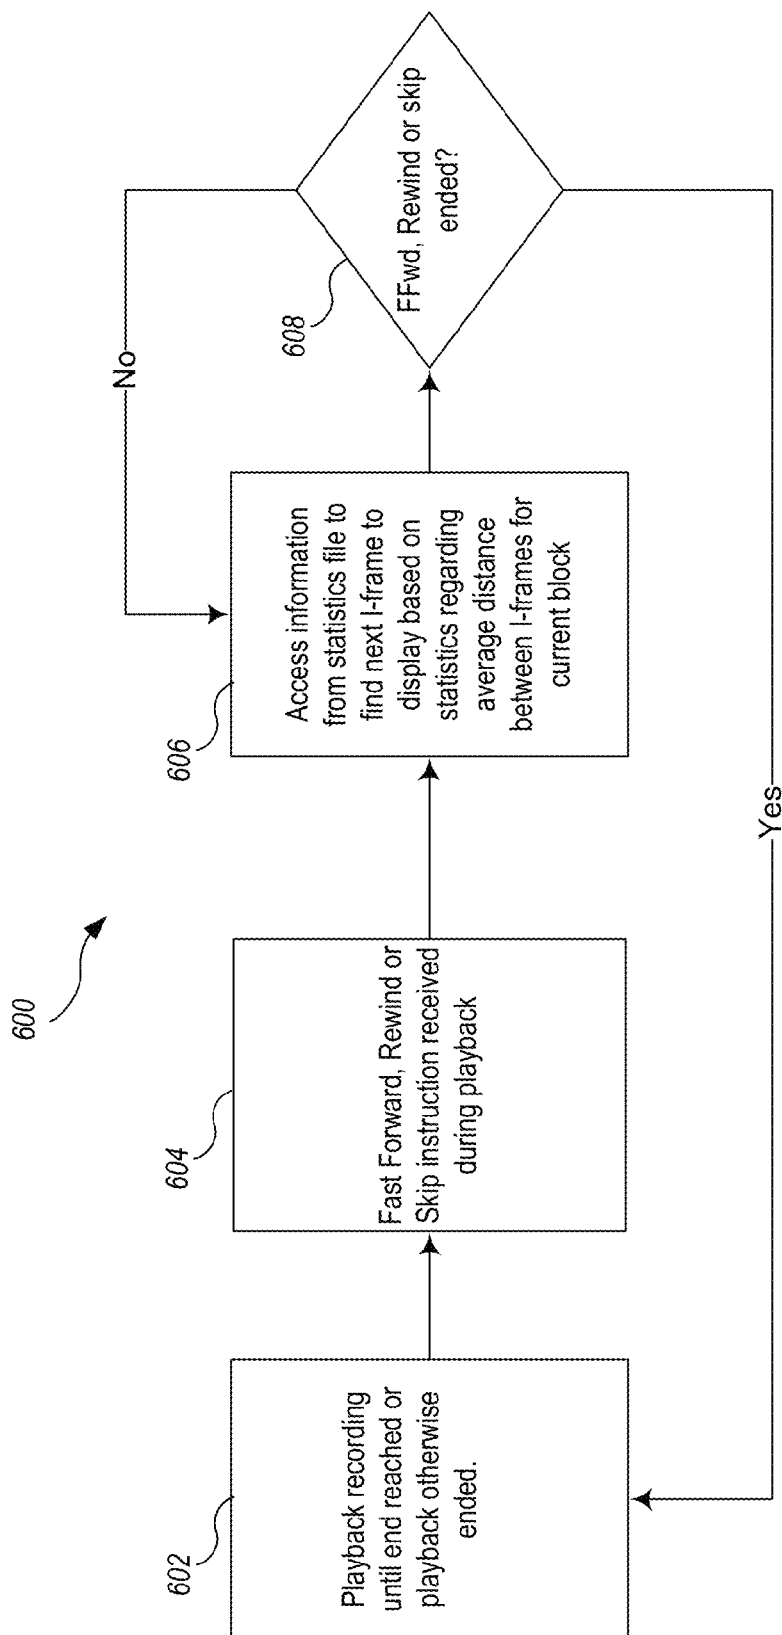 600
602
Playback recording
until end reached or
playback otherwise
ended.
604
Fast Forward, Rewind or
Skip instruction received
during playback
606
Access information
from statistics file to
find next I-frame to
display based on
statistics regarding
average distance
between I-frames for
current block
608
FFwd, Rewind or skip
ended?
No
Yes